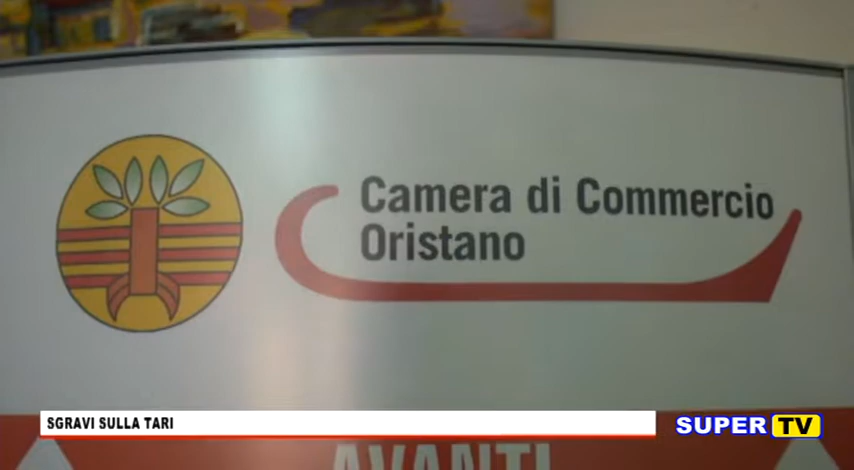 Camera di Commercio
Oristano
SGRAVI SULLA TARI
SUPER TV
AVANTI